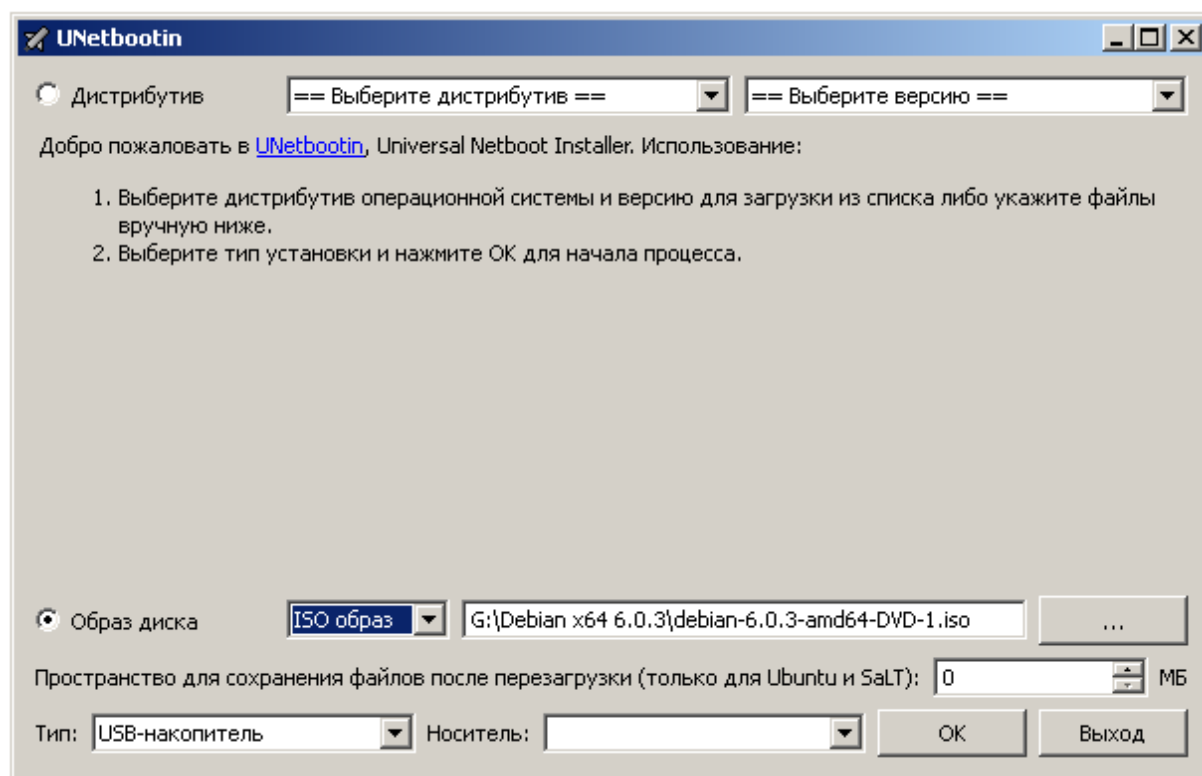 UNetbootin
Дистрибутив == Выберите дистрибутив == == Выберите версию ==
Добро пожаловать в UNetbootin, Universal Netboot Installer. Использование:
1. Выберите дистрибутив операционной системы и версию для загрузки из списка либо укажите файлы
вручную ниже.
2. Выберите тип установки и нажмите OK для начала процесса.
Образ диска ISO образ G:\Debian x64 6.0.3\debian-6.0.3-amd64-DVD-1.iso ...
Пространство для сохранения файлов после перезагрузки (только для Ubuntu и SaLT): 0 МБ
Тип: USB-накопитель Носитель: OK Выход